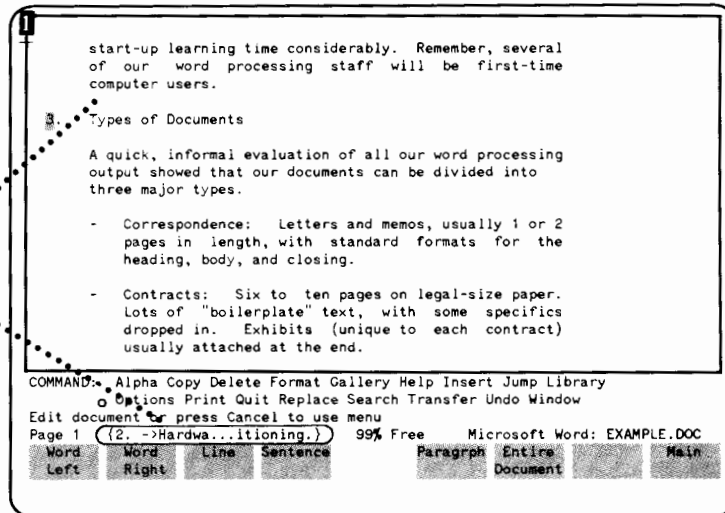 1
start-up learning time considerably. Remember, several
of our word processing staff will be first-time
computer users.
3. Types of Documents
A quick, informal evaluation of all our word processing
output showed that our documents can be divided into
three major types.
- Correspondence: Letters and memos, usually 1 or 2
pages in length, with standard formats for the
heading, body, and closing.
- Contracts: Six to ten pages on legal-size paper.
Lots of "boilerplate" text, with some specifics
dropped in. Exhibits (unique to each contract)
usually attached at the end.
COMMAND: Alpha Copy Delete Format Gallery Help Insert Jump Library
Options Print Quit Replace Search Transfer Undo Window
Edit document or press Cancel to use menu
Page 1 {2. ->Hardwa...itioning.} 99% Free Microsoft Word: EXAMPLE.DOC
Word Left Word Right Line Sentence Paragrph Entire Document Main